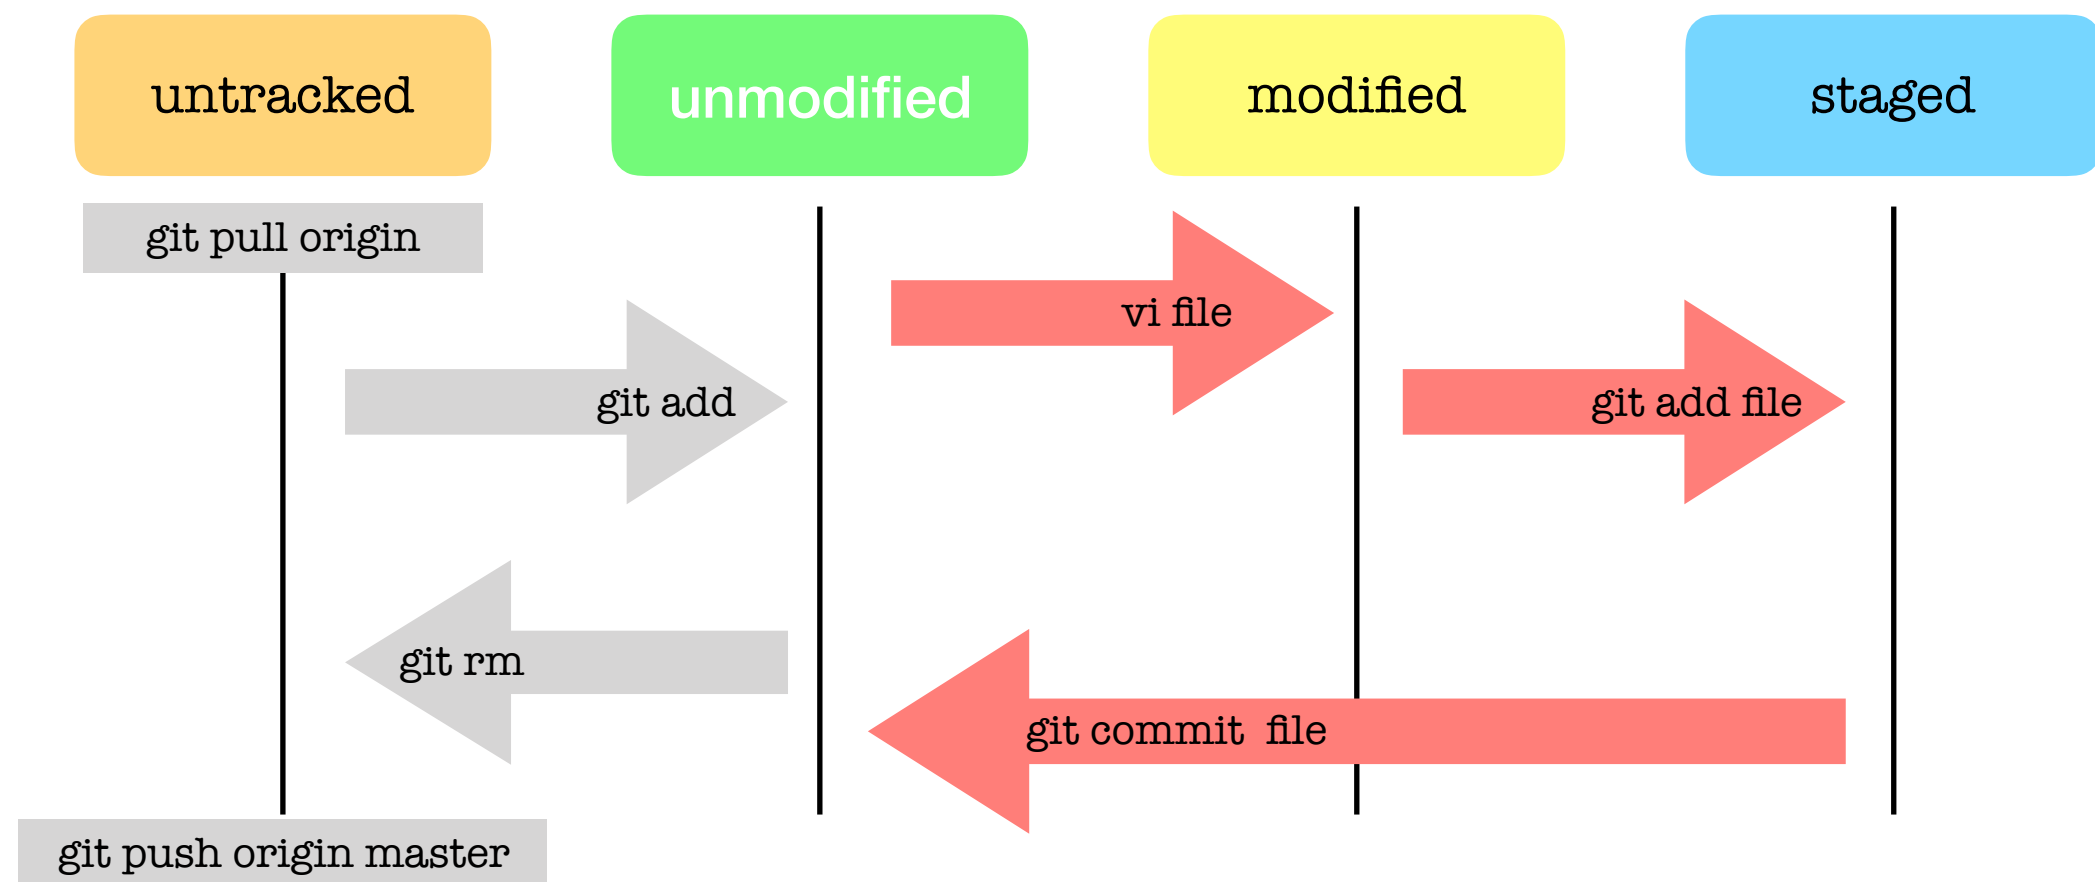 untracked
unmodified
modified
staged
git pull origin
vi file
git add
git add file
git rm
git commit  file
git push origin master